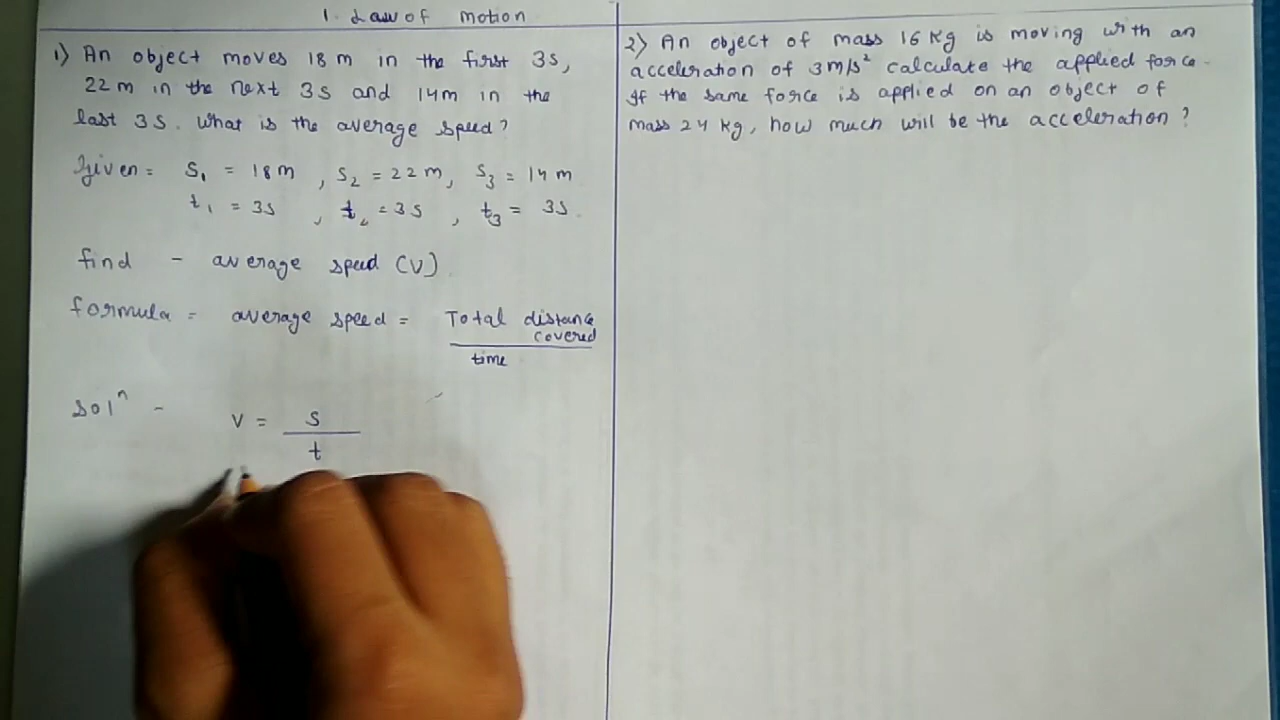 1. Law of motion
1) An object moves 18 m in the first 3s,
22 m in the next 3s and 14m in the
last 3s. What is the average speed?
Given = s₁ = 18m , s₂ = 22 m, s₃ = 14 m
t₁ = 3s , t₂ = 3s , t₃ = 3s.
find - average speed (v)
formula = average speed = Total distance
covered
time
Solⁿ - v = s
t
2) An object of mass 16 kg is moving with an
acceleration of 3 m/s² calculate the applied force.
If the same force is applied on an object of
mass 24 kg, how much will be the acceleration?